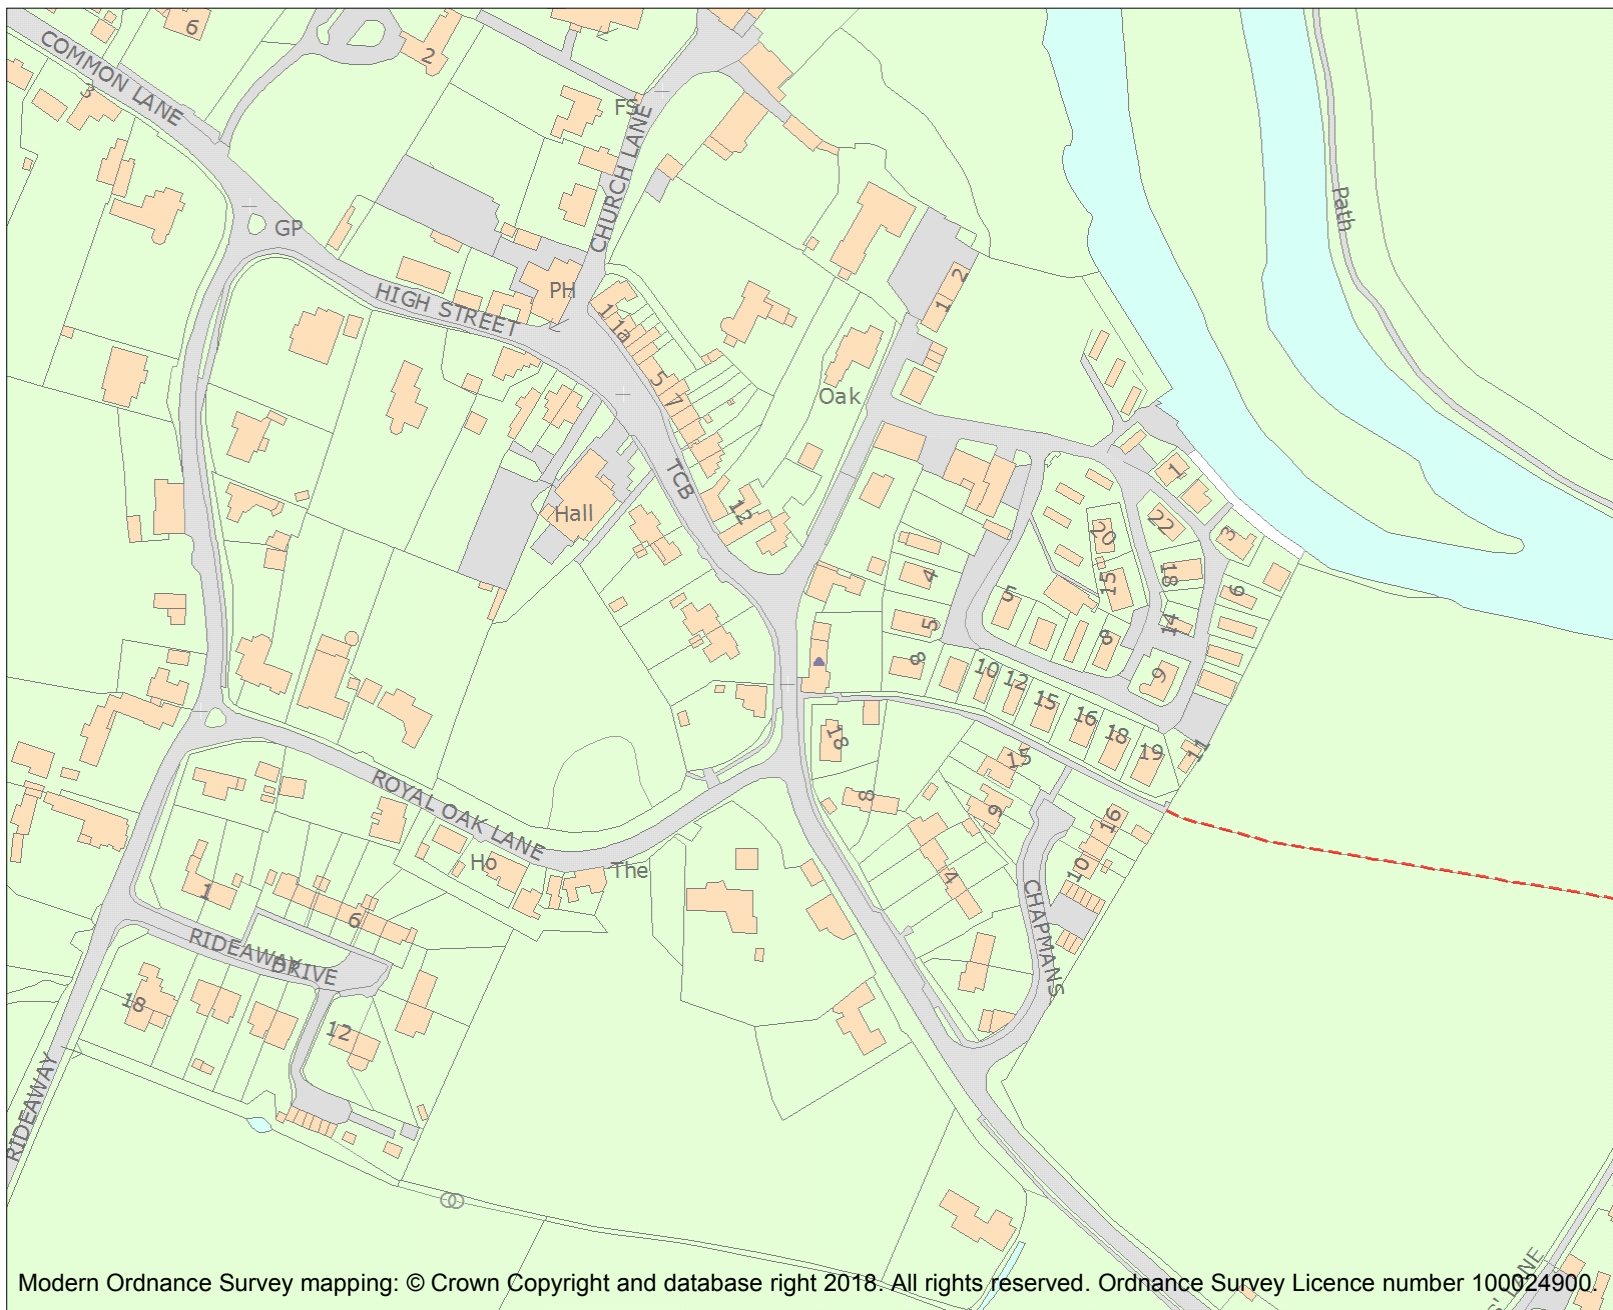 6
2
COMMON LANE
3
FS
CHURCH LANE
Path
GP
PH
HIGH STREET
2
1
1
1a
5
7
Oak
TCB
12
Hall
1
22
3
20
4
15
18
6
5
5
14
8
8
9
10
12
15
16
18
19
11
18
15
8
9
16
10
4
CHAPMANS
ROYAL OAK LANE
Ho
The
1
6
RIDEAWAY
DRIVE
18
12
RIDEAWAY
LANE
Modern Ordnance Survey mapping: © Crown Copyright and database right 2018. All rights reserved. Ordnance Survey Licence number 100024900.